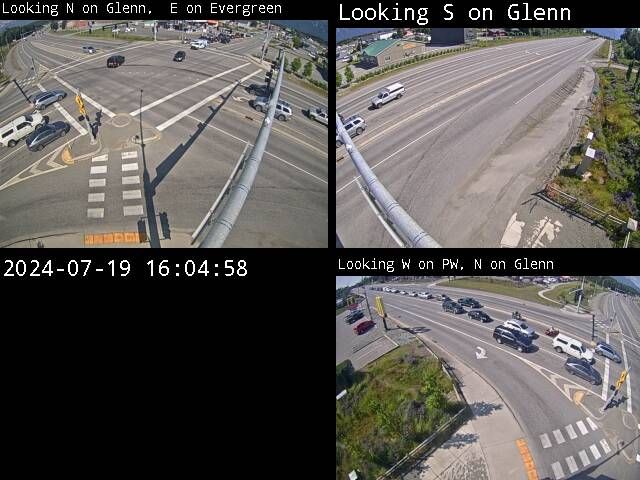 Looking N on Glenn,  E on Evergreen
Looking S on Glenn
2024-07-19 16:04:58
Looking W on PW, N on Glenn